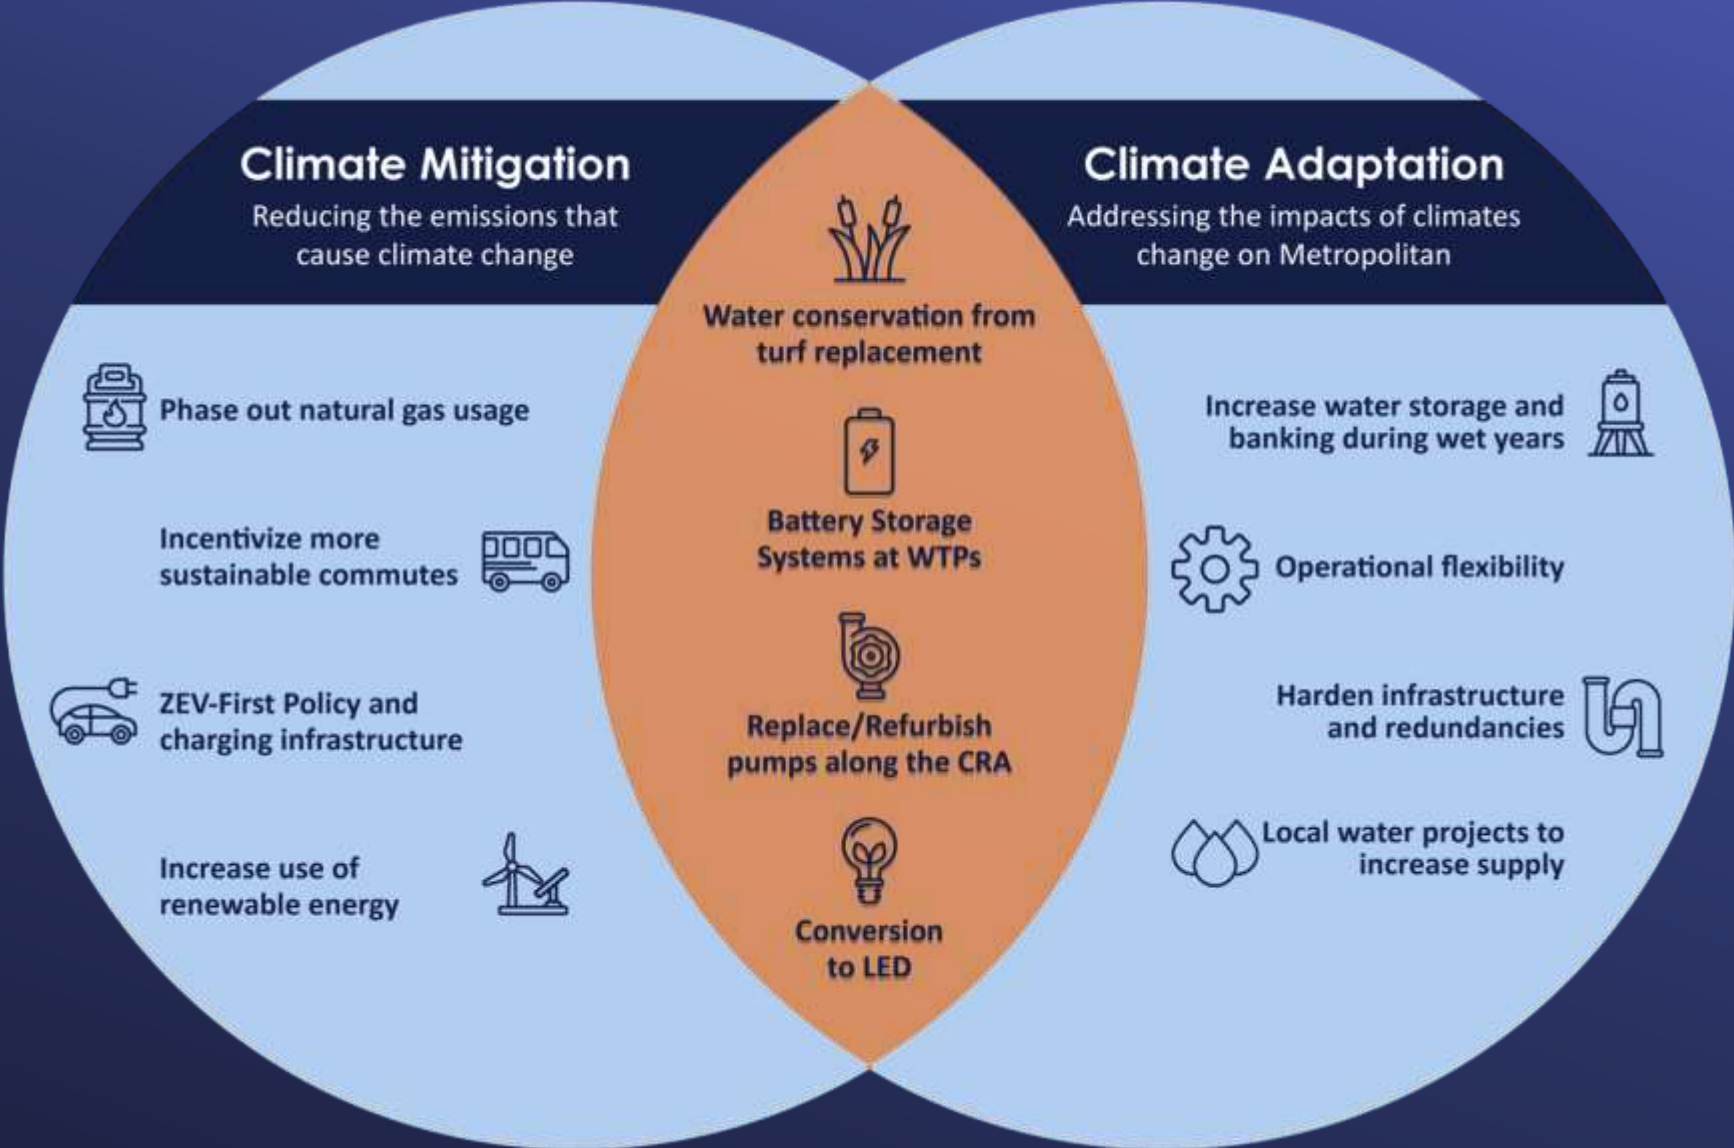 Climate Mitigation
Reducing the emissions that
cause climate change
Phase out natural gas usage
Incentivize more
sustainable commutes
ZEV-First Policy and
charging infrastructure
Increase use of
renewable energy
Water conservation from
turf replacement
Battery Storage
Systems at WTPs
Replace/Refurbish
pumps along the CRA
Conversion
to LED
Climate Adaptation
Addressing the impacts of climates
change on Metropolitan
Increase water storage and
banking during wet years
Operational flexibility
Harden infrastructure
and redundancies
Local water projects to
increase supply